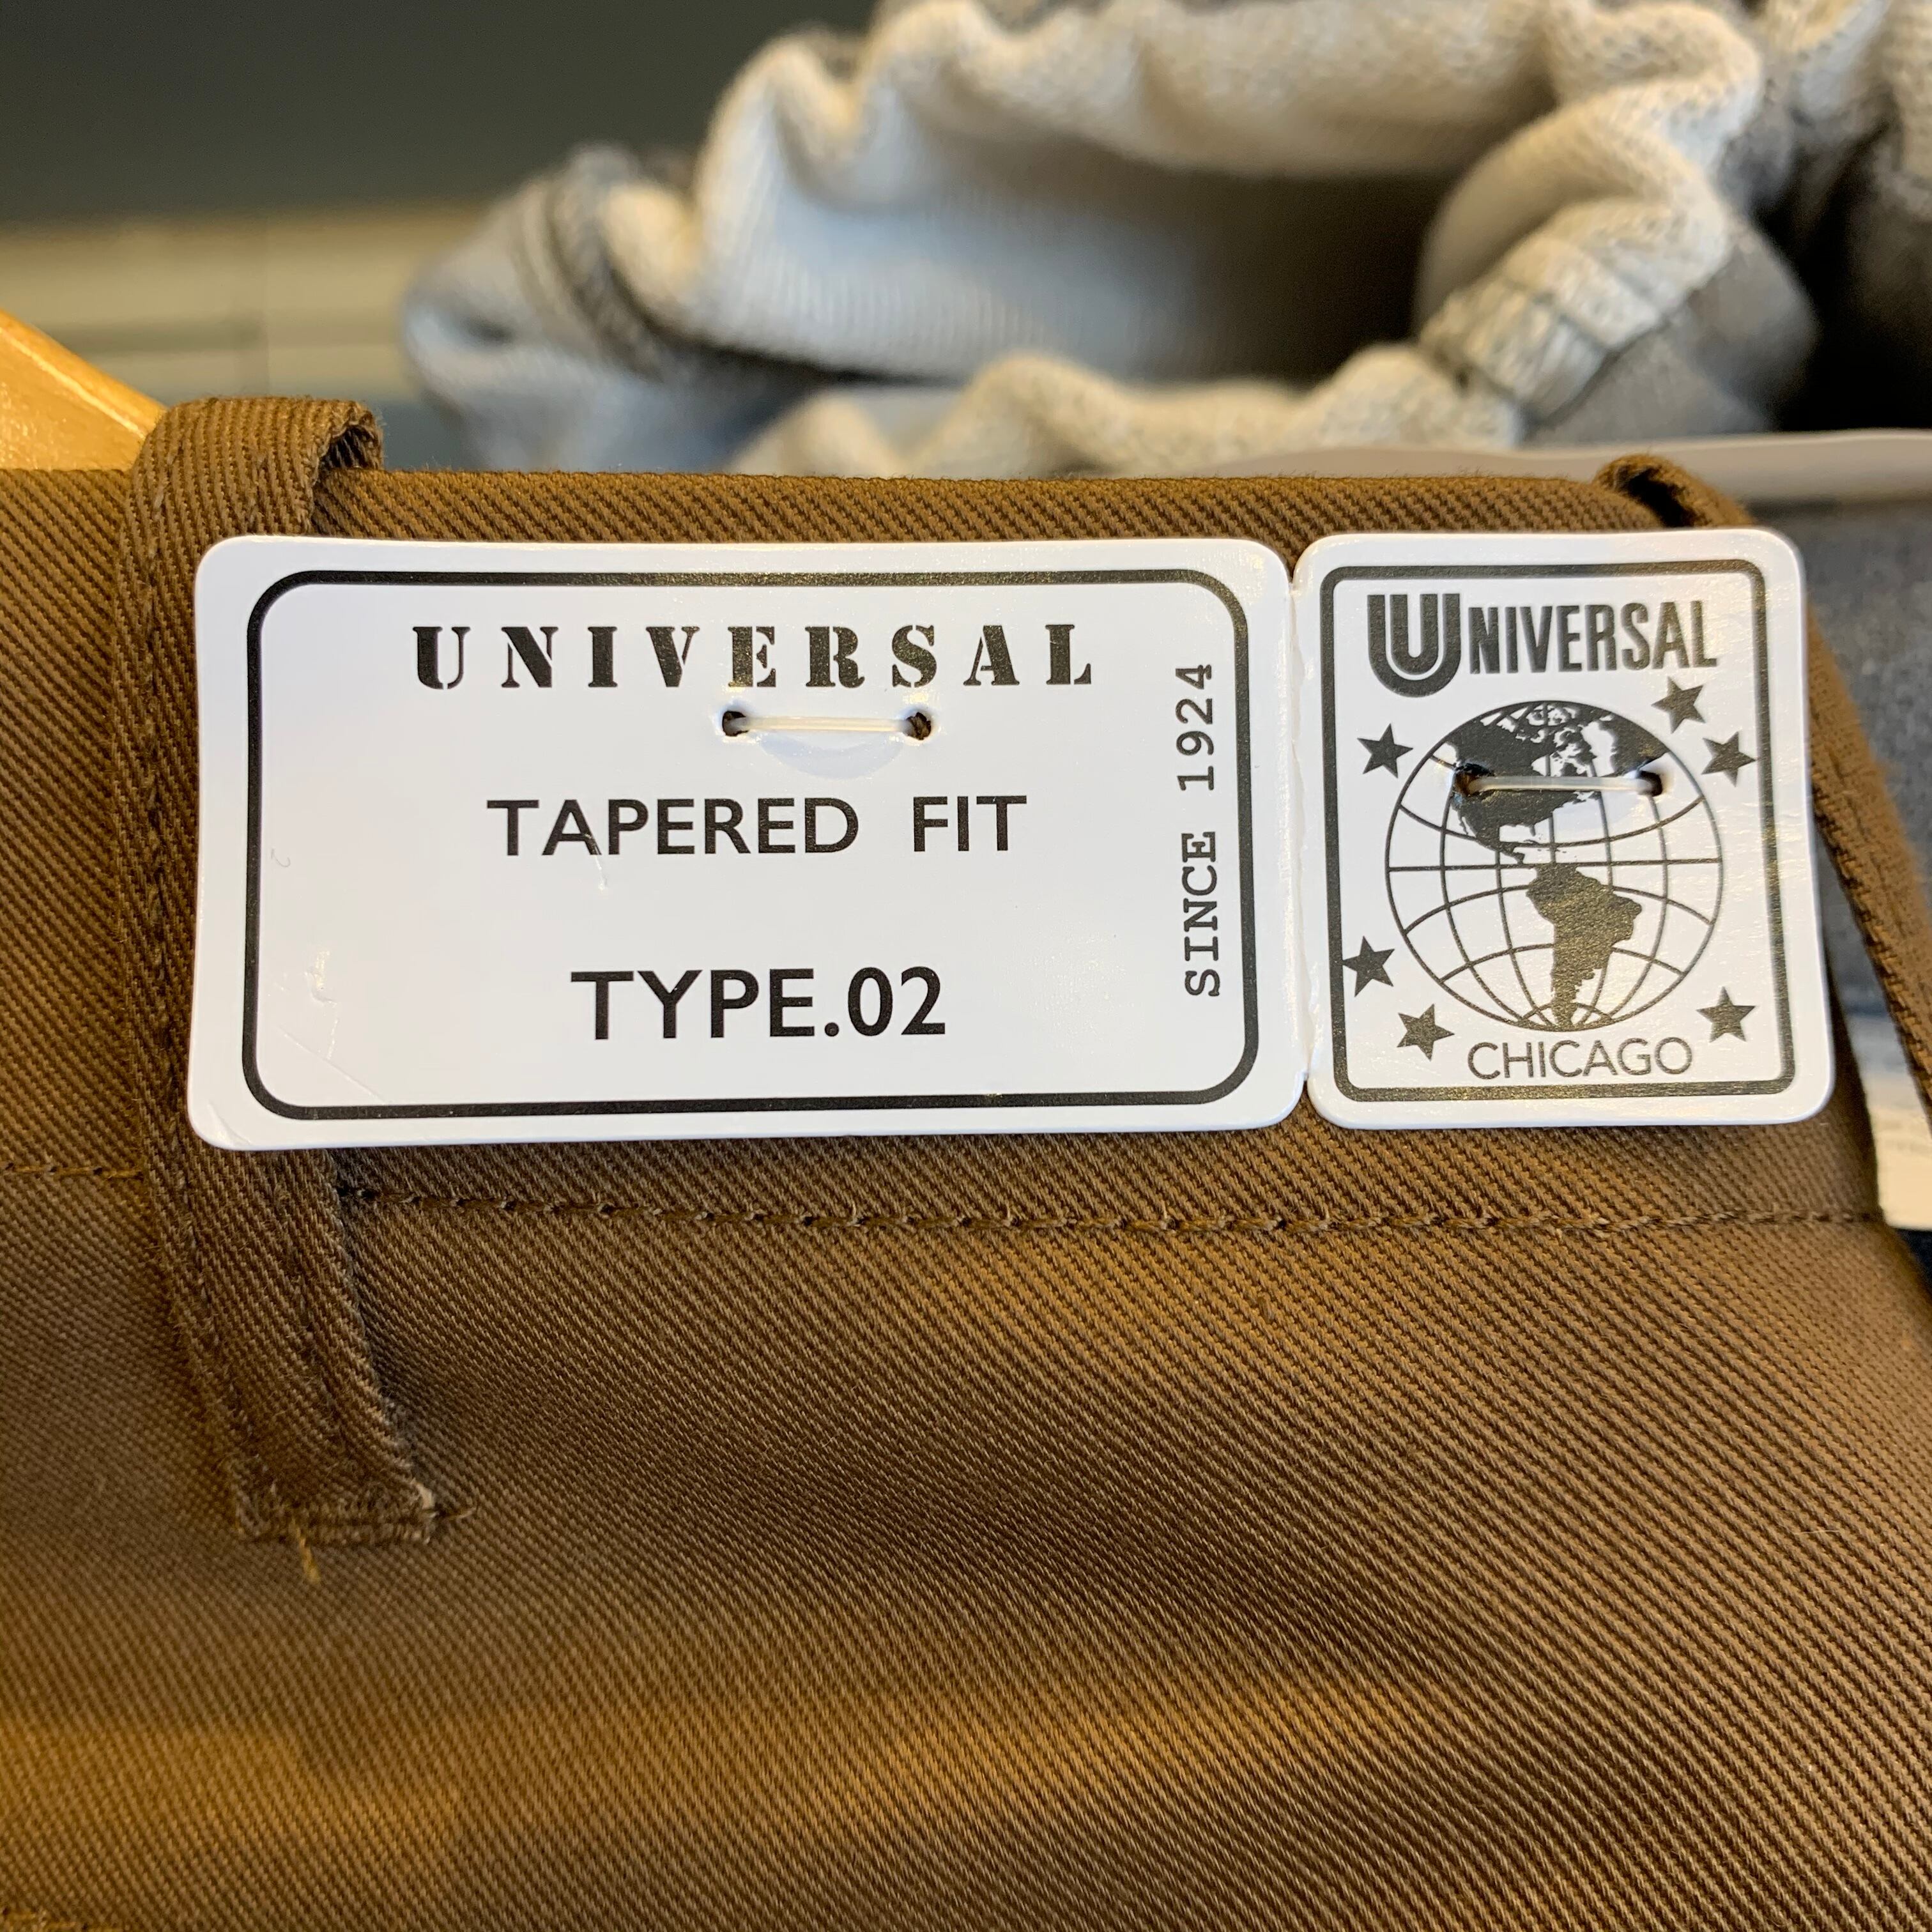 UNIVERSAL
TAPERED FIT
TYPE.02
SINCE 1924
UNIVERSAL
CHICAGO